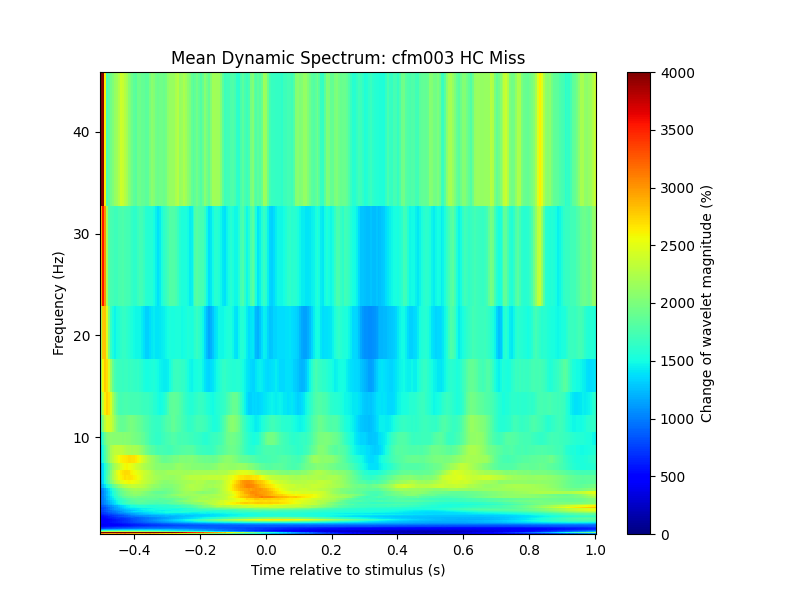 Mean Dynamic Spectrum: cfm003 HC Miss
40
30
20
10
Frequency (Hz)
−0.4 −0.2 0.0 0.2 0.4 0.6 0.8 1.0
Time relative to stimulus (s)
4000
3500
3000
2500
2000
1500
1000
500
0
Change of wavelet magnitude (%)